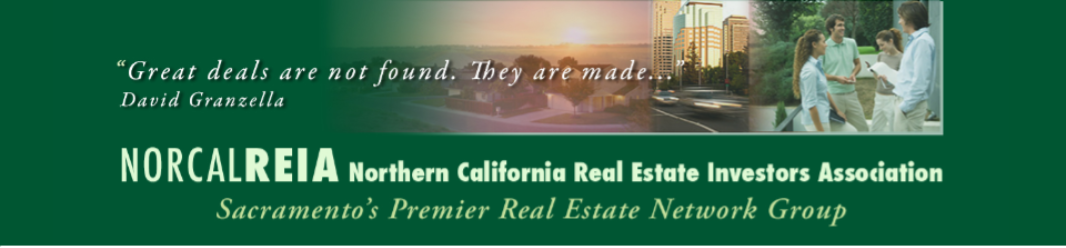 “Great deals are not found. They are made...”
David Granzella
NORCALREIA Northern California Real Estate Investors Association
Sacramento’s Premier Real Estate Network Group